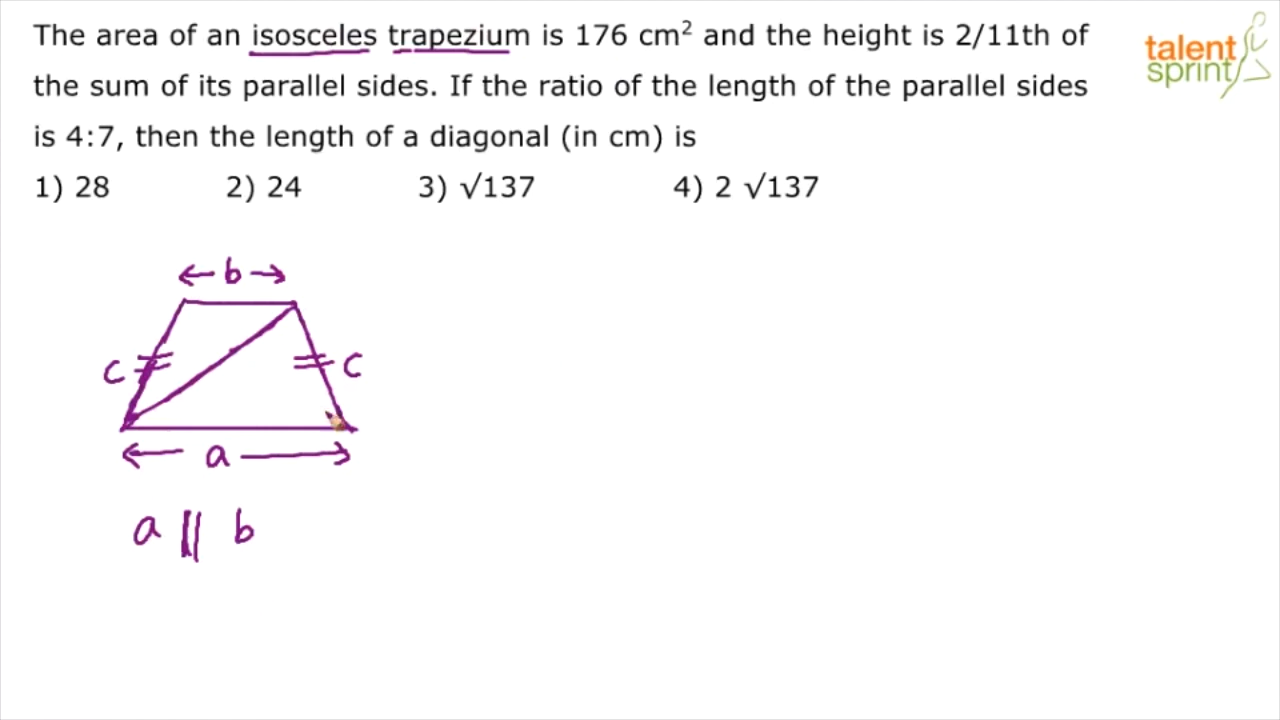 The area of an isosceles trapezium is 176 cm² and the height is 2/11th of
the sum of its parallel sides. If the ratio of the length of the parallel sides
is 4:7, then the length of a diagonal (in cm) is
1) 28 2) 24 3) √137 4) 2 √137
talent
sprint
b
c c
a
a || b